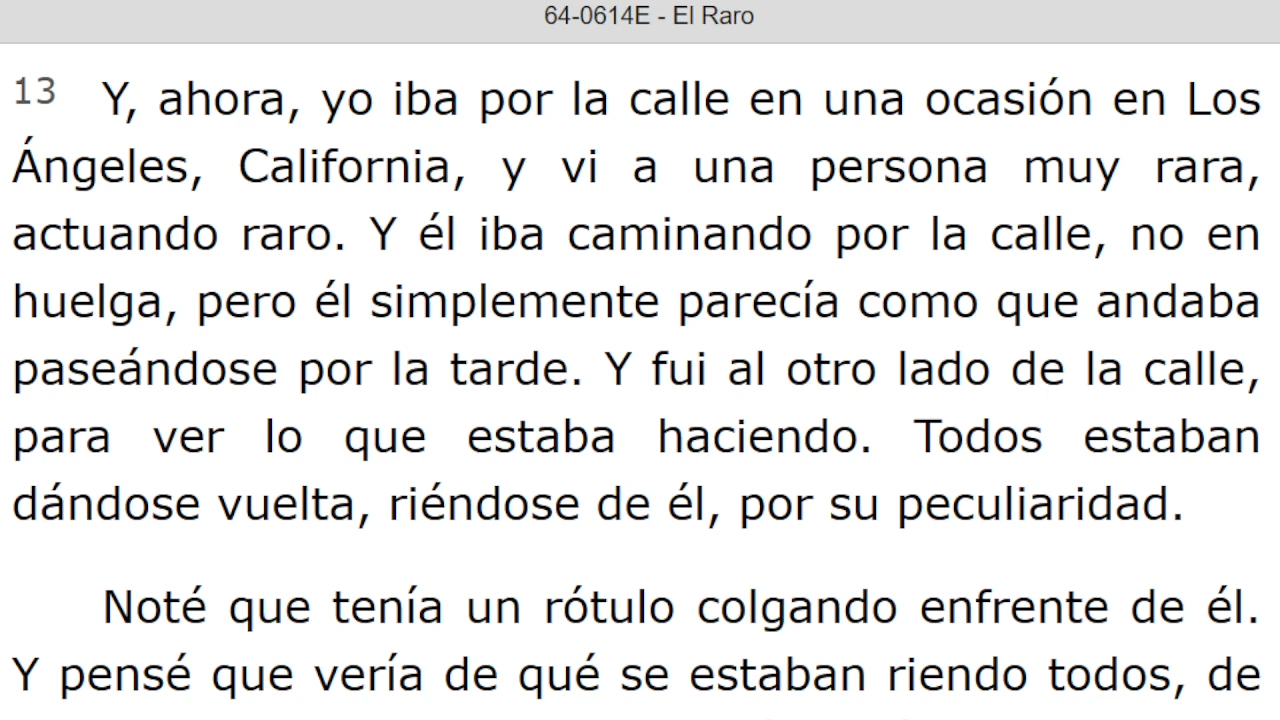 64-0614E - El Raro
13 Y, ahora, yo iba por la calle en una ocasión en Los
Ángeles, California, y vi a una persona muy rara,
actuando raro. Y él iba caminando por la calle, no en
huelga, pero él simplemente parecía como que andaba
paseándose por la tarde. Y fui al otro lado de la calle,
para ver lo que estaba haciendo. Todos estaban
dándose vuelta, riéndose de él, por su peculiaridad.
Noté que tenía un rótulo colgando enfrente de él.
Y pensé que vería de qué se estaban riendo todos, de